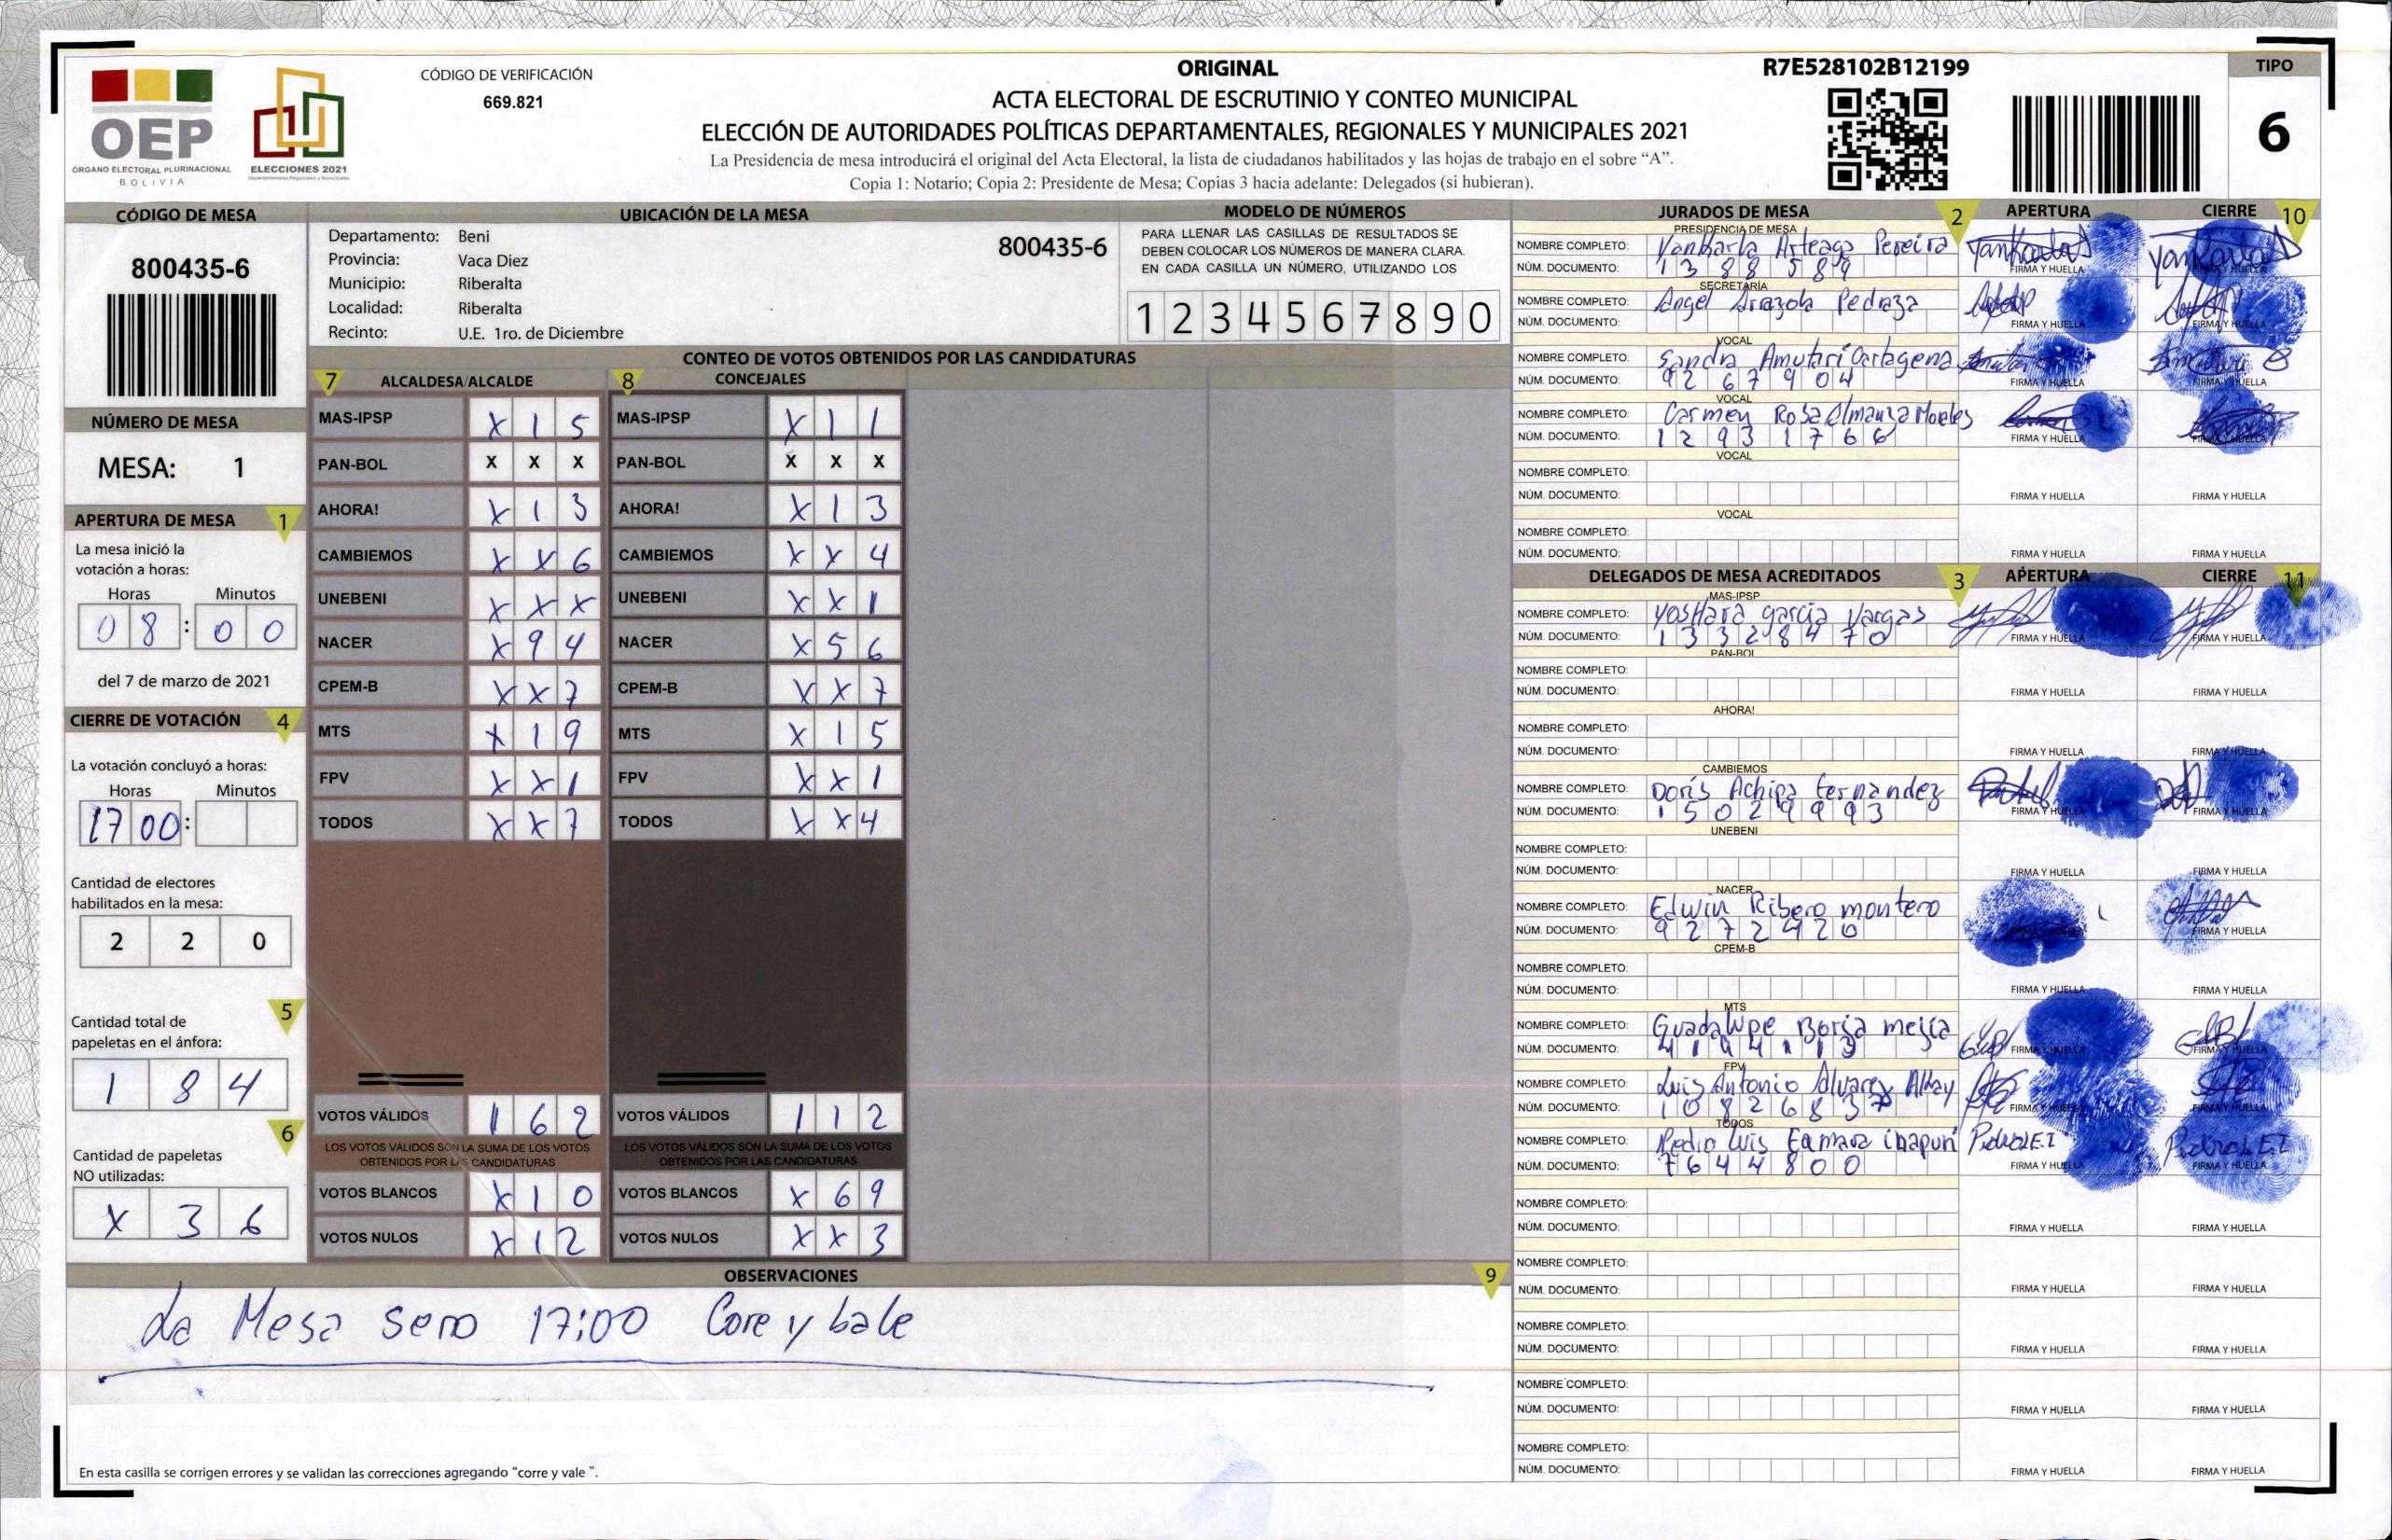 ORIGINAL
R7E528102B12199
TIPO
6
OEP
ÓRGANO ELECTORAL PLURINACIONAL
BOLIVIA
ELECCIONES 2021
CÓDIGO DE VERIFICACIÓN
669.821
ACTA ELECTORAL DE ESCRUTINIO Y CONTEO MUNICIPAL
ELECCIÓN DE AUTORIDADES POLÍTICAS DEPARTAMENTALES, REGIONALES Y MUNICIPALES 2021
La Presidencia de mesa introducirá el original del Acta Electoral, la lista de ciudadanos habilitados y las hojas de trabajo en el sobre “A”.
Copia 1: Notario; Copia 2: Presidente de Mesa; Copias 3 hacia adelante: Delegados (si hubieran).
CÓDIGO DE MESA
800435-6
NÚMERO DE MESA
MESA: 1
APERTURA DE MESA 1
La mesa inició la
votación a horas:
Horas Minutos
0 8 : 0 0
del 7 de marzo de 2021
CIERRE DE VOTACIÓN 4
La votación concluyó a horas:
Horas Minutos
17 00 :
Cantidad de electores
habilitados en la mesa:
2 2 0
5
Cantidad total de
papeletas en el ánfora:
1 8 4
6
Cantidad de papeletas
NO utilizadas:
X 3 6
UBICACIÓN DE LA MESA
Departamento: Beni
800435-6
Provincia: Vaca Diez
Municipio: Riberalta
Localidad: Riberalta
Recinto: U.E. 1ro. de Diciembre
MODELO DE NÚMEROS
PARA LLENAR LAS CASILLAS DE RESULTADOS SE
DEBEN COLOCAR LOS NÚMEROS DE MANERA CLARA.
EN CADA CASILLA UN NÚMERO, UTILIZANDO LOS
1 2 3 4 5 6 7 8 9 0
CONTEO DE VOTOS OBTENIDOS POR LAS CANDIDATURAS
7 ALCALDESA/ALCALDE 8 CONCEJALES
MAS-IPSP X 1 5 MAS-IPSP X 1 1
PAN-BOL X X X PAN-BOL X X X
AHORA! X 1 3 AHORA! X 1 3
CAMBIEMOS X X 6 CAMBIEMOS X X 4
UNEBENI X X X UNEBENI X X 1
NACER X 9 4 NACER X 5 6
CPEM-B X X 7 CPEM-B X X 7
MTS X 1 9 MTS X 1 5
FPV X X 1 FPV X X 1
TODOS X X 7 TODOS X X 4
VOTOS VÁLIDOS 1 6 2 VOTOS VÁLIDOS 1 1 2
LOS VOTOS VÁLIDOS SON LA SUMA DE LOS VOTOS LOS VOTOS VÁLIDOS SON LA SUMA DE LOS VOTOS
OBTENIDOS POR LAS CANDIDATURAS OBTENIDOS POR LAS CANDIDATURAS
VOTOS BLANCOS X 1 0 VOTOS BLANCOS X 6 9
VOTOS NULOS X 1 2 VOTOS NULOS X X 3
OBSERVACIONES 9
La Mesa sero 17:00 Core y bale
En esta casilla se corrigen errores y se validan las correcciones agregando “corre y vale ”.
JURADOS DE MESA 2 APERTURA CIERRE 10
PRESIDENCIA DE MESA
NOMBRE COMPLETO: Yankarla Arteaga Pereira
NÚM. DOCUMENTO: 1 3 8 8 5 8 9 FIRMA Y HUELLA FIRMA Y HUELLA
SECRETARÍA
NOMBRE COMPLETO: Angel Arrazola Pedraza
NÚM. DOCUMENTO: FIRMA Y HUELLA FIRMA Y HUELLA
VOCAL
NOMBRE COMPLETO: Sandra Amutari Cartagena
NÚM. DOCUMENTO: 9 2 6 7 9 0 4 FIRMA Y HUELLA FIRMA Y HUELLA
VOCAL
NOMBRE COMPLETO: Carmen Rosa Almanza Morales
NÚM. DOCUMENTO: 1 2 9 3 1 7 6 6 FIRMA Y HUELLA FIRMA Y HUELLA
VOCAL
NOMBRE COMPLETO:
NÚM. DOCUMENTO: FIRMA Y HUELLA FIRMA Y HUELLA
VOCAL
NOMBRE COMPLETO:
NÚM. DOCUMENTO: FIRMA Y HUELLA FIRMA Y HUELLA
DELEGADOS DE MESA ACREDITADOS 3 APERTURA CIERRE 11
MAS-IPSP
NOMBRE COMPLETO: Yoshara garcia Vargas
NÚM. DOCUMENTO: 1 3 3 2 8 4 7 0 FIRMA Y HUELLA FIRMA Y HUELLA
PAN-BOL
NOMBRE COMPLETO:
NÚM. DOCUMENTO: FIRMA Y HUELLA FIRMA Y HUELLA
AHORA!
NOMBRE COMPLETO:
NÚM. DOCUMENTO: FIRMA Y HUELLA FIRMA Y HUELLA
CAMBIEMOS
NOMBRE COMPLETO: Doris Achipa fernandez
NÚM. DOCUMENTO: 1 5 0 2 9 9 9 3 FIRMA Y HUELLA FIRMA Y HUELLA
UNEBENI
NOMBRE COMPLETO:
NÚM. DOCUMENTO: FIRMA Y HUELLA FIRMA Y HUELLA
NACER
NOMBRE COMPLETO: Edwin Ribero montero
NÚM. DOCUMENTO: 9 2 7 2 4 2 0 FIRMA Y HUELLA FIRMA Y HUELLA
CPEM-B
NOMBRE COMPLETO:
NÚM. DOCUMENTO: FIRMA Y HUELLA FIRMA Y HUELLA
MTS
NOMBRE COMPLETO: Guadalupe Borja mejia
NÚM. DOCUMENTO: FIRMA Y HUELLA FIRMA Y HUELLA
FPV
NOMBRE COMPLETO: Luis Antonio Alvarez
NÚM. DOCUMENTO: 1 0 8 2 6 8 3 7 FIRMA Y HUELLA FIRMA Y HUELLA
TODOS
NOMBRE COMPLETO: Pedro Luis
NÚM. DOCUMENTO: 7 6 4 4 8 0 0 FIRMA Y HUELLA FIRMA Y HUELLA
NOMBRE COMPLETO:
NÚM. DOCUMENTO: FIRMA Y HUELLA FIRMA Y HUELLA
NOMBRE COMPLETO:
NÚM. DOCUMENTO: FIRMA Y HUELLA FIRMA Y HUELLA
NOMBRE COMPLETO:
NÚM. DOCUMENTO: FIRMA Y HUELLA FIRMA Y HUELLA
NOMBRE COMPLETO:
NÚM. DOCUMENTO: FIRMA Y HUELLA FIRMA Y HUELLA
NOMBRE COMPLETO:
NÚM. DOCUMENTO: FIRMA Y HUELLA FIRMA Y HUELLA